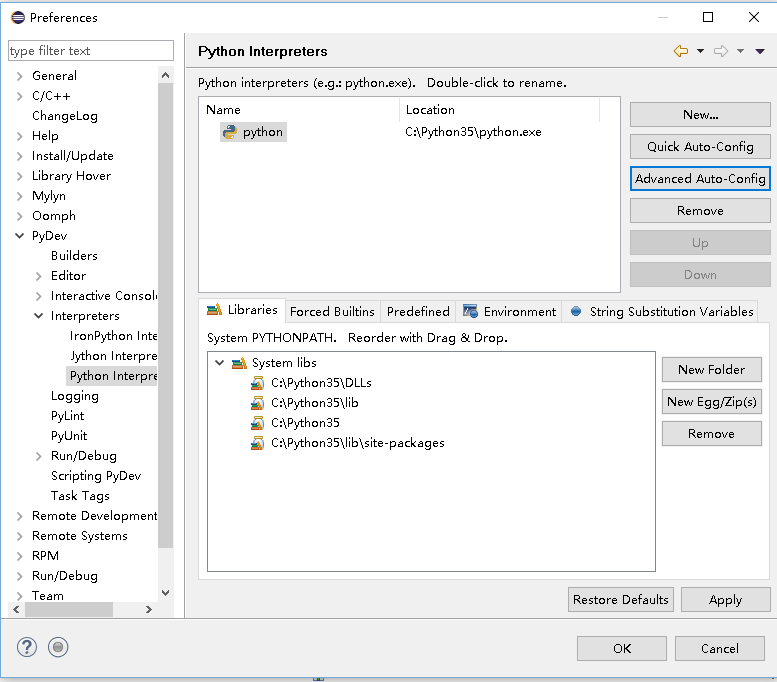 Preferences
type filter text
General
C/C++
ChangeLog
Help
Install/Update
Library Hover
Mylyn
Oomph
PyDev
Builders
Editor
Interactive Consol
Interpreters
IronPython Inte
Jython Interpre
Python Interpre
Logging
PyLint
PyUnit
Run/Debug
Scripting PyDev
Task Tags
Remote Development
Remote Systems
RPM
Run/Debug
Team
Python Interpreters
Python interpreters (e.g.: python.exe). Double-click to rename.
Name Location
python C:\Python35\python.exe
New...
Quick Auto-Config
Advanced Auto-Config
Remove
Up
Down
Libraries Forced Builtins Predefined Environment String Substitution Variables
System PYTHONPATH. Reorder with Drag & Drop.
System libs
C:\Python35\DLLs
C:\Python35\lib
C:\Python35
C:\Python35\lib\site-packages
New Folder
New Egg/Zip(s)
Remove
Restore Defaults Apply
? OK Cancel